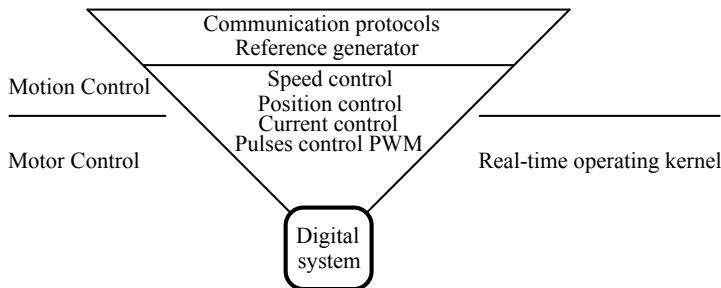 Communication protocols
Reference generator
Speed control
Motion Control
Position control
Current control
Pulses control PWM
Motor Control
Real-time operating kernel
Digital
system